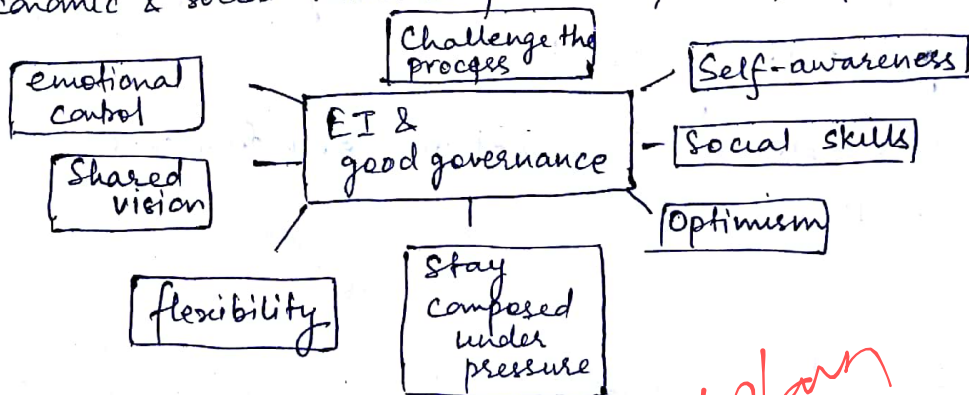 Challenge the
process
Self-awareness
emotional
control
EI &
good governance
Social skills
Shared
vision
Optimism
flexibility
Stay
composed
under
pressure